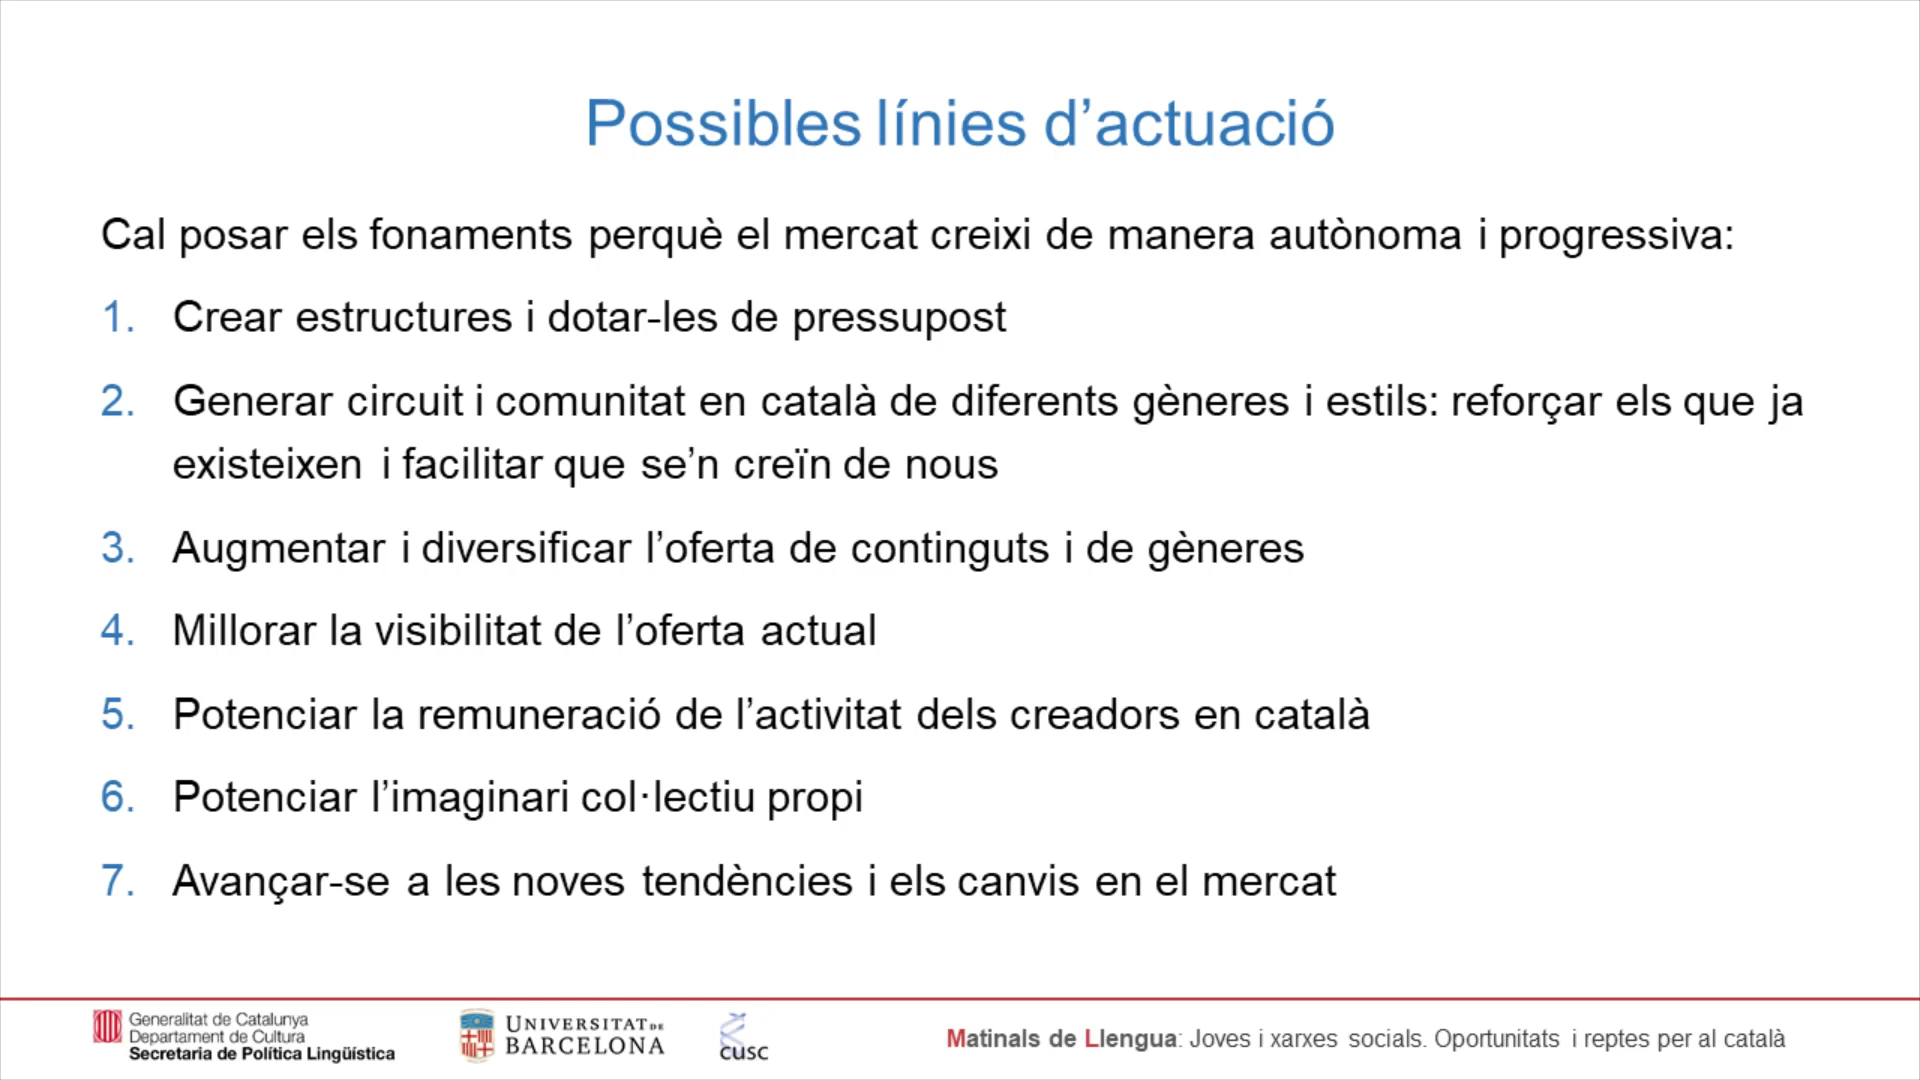 Possibles línies d’actuació
Cal posar els fonaments perquè el mercat creixi de manera autònoma i progressiva:
1. Crear estructures i dotar-les de pressupost
2. Generar circuit i comunitat en català de diferents gèneres i estils: reforçar els que ja
existeixen i facilitar que se’n creïn de nous
3. Augmentar i diversificar l’oferta de continguts i de gèneres
4. Millorar la visibilitat de l’oferta actual
5. Potenciar la remuneració de l’activitat dels creadors en català
6. Potenciar l’imaginari col·lectiu propi
7. Avançar-se a les noves tendències i els canvis en el mercat
Generalitat de Catalunya
Departament de Cultura
Secretaria de Política Lingüística
UNIVERSITAT DE
BARCELONA
CUSC
Matinals de Llengua: Joves i xarxes socials. Oportunitats i reptes per al català